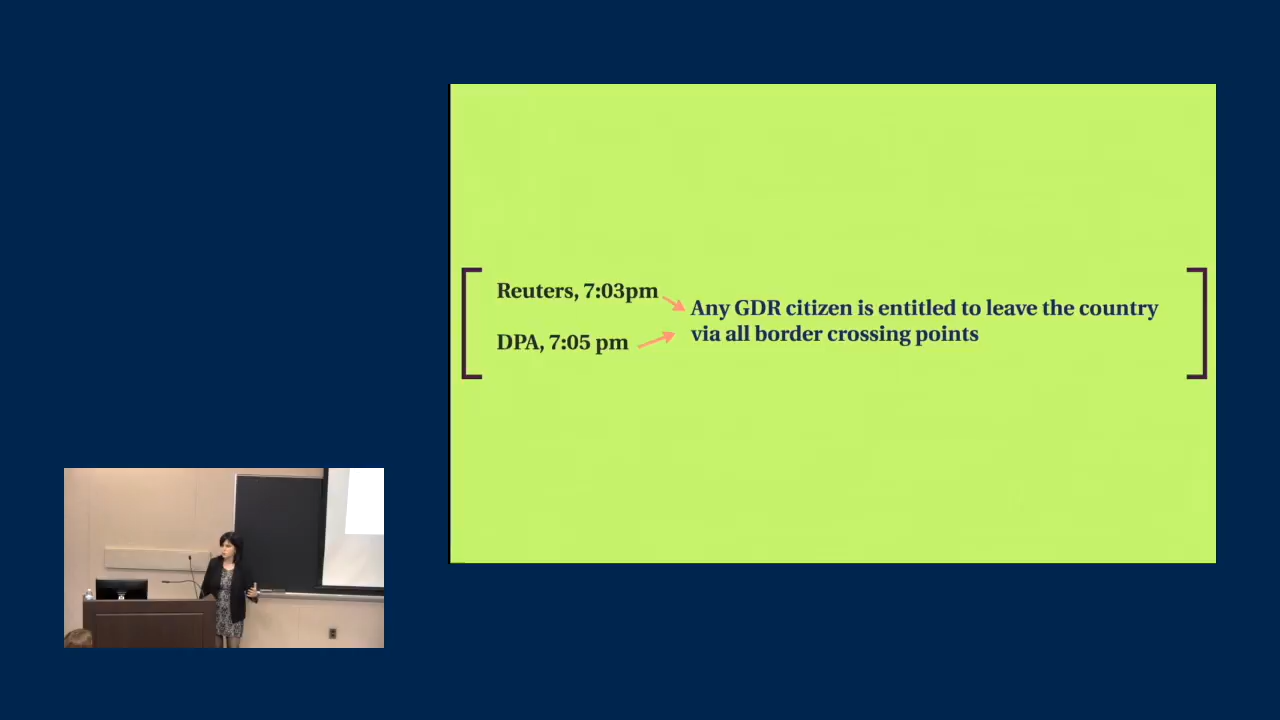 Reuters, 7:03pm
DPA, 7:05 pm
Any GDR citizen is entitled to leave the country
via all border crossing points